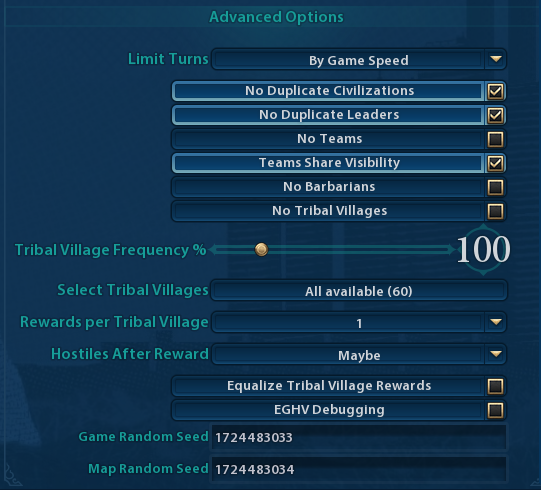 Advanced Options
Limit Turns By Game Speed
No Duplicate Civilizations
No Duplicate Leaders
No Teams
Teams Share Visibility
No Barbarians
No Tribal Villages
Tribal Village Frequency % 100
Select Tribal Villages All available (60)
Rewards per Tribal Village 1
Hostiles After Reward Maybe
Equalize Tribal Village Rewards
EGHV Debugging
Game Random Seed 1724483033
Map Random Seed 1724483034